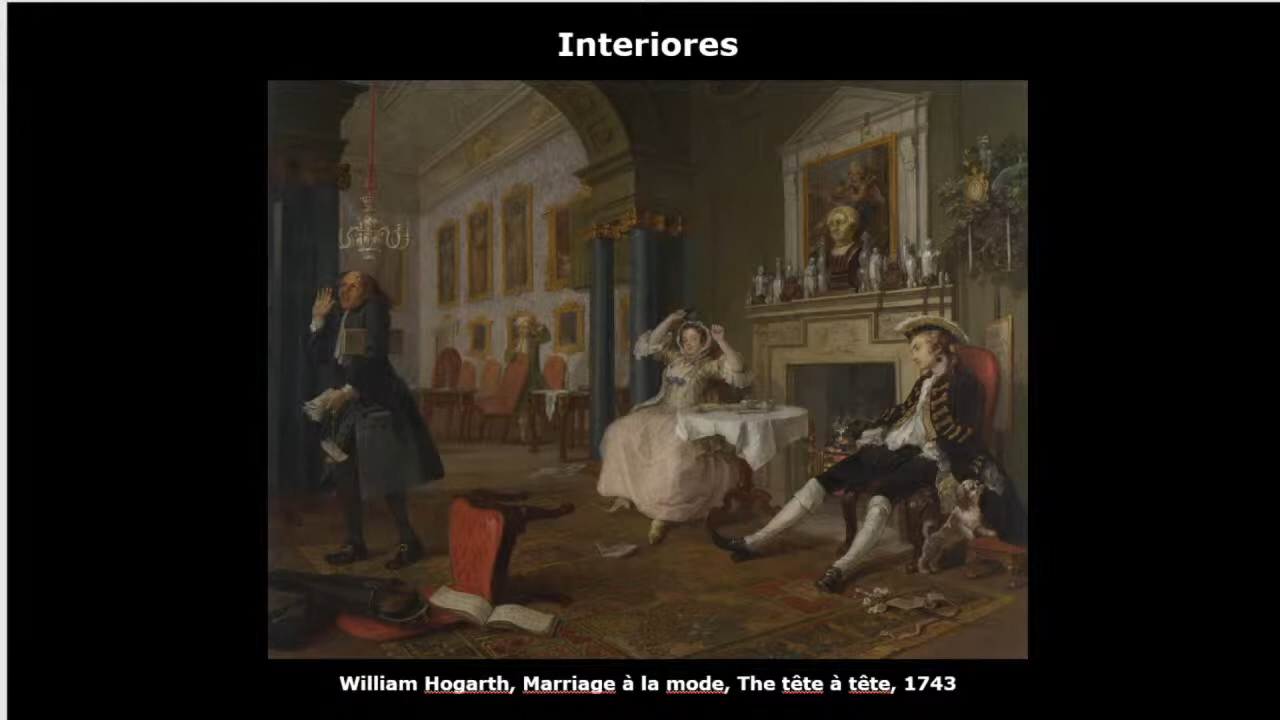 Interiores
William Hogarth, Marriage à la mode, The tête à tête, 1743